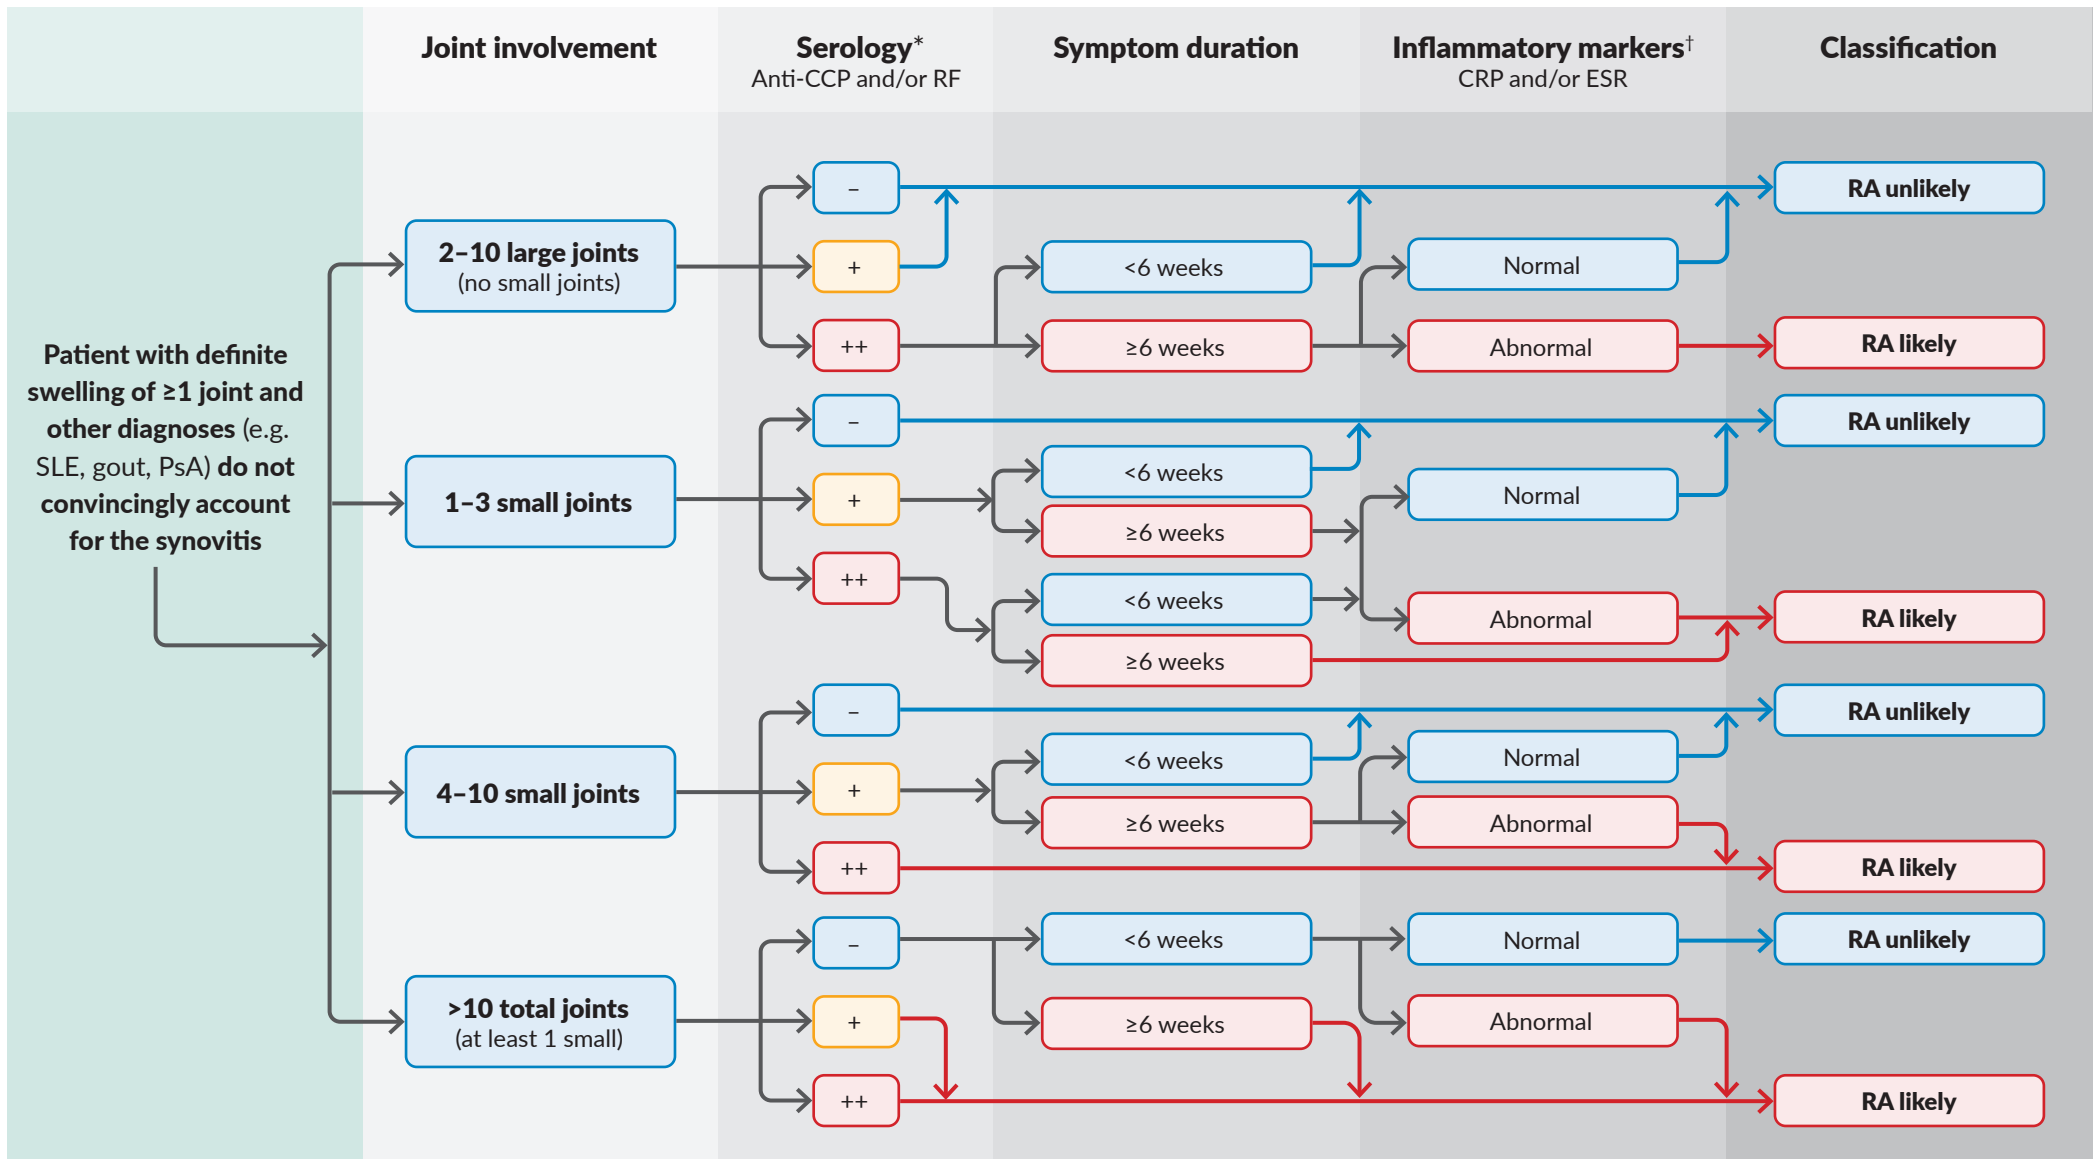 Joint involvement
Serology*
Anti-CCP and/or RF
Symptom duration
Inflammatory markers†
CRP and/or ESR
Classification
Patient with definite
swelling of ≥1 joint and
other diagnoses (e.g.
SLE, gout, PsA) do not
convincingly account
for the synovitis
2–10 large joints
(no small joints)
–
+
++
<6 weeks
≥6 weeks
Normal
Abnormal
RA unlikely
RA likely
1–3 small joints
–
+
++
<6 weeks
≥6 weeks
<6 weeks
≥6 weeks
Normal
Abnormal
RA unlikely
RA likely
4–10 small joints
–
+
++
<6 weeks
≥6 weeks
Normal
Abnormal
RA unlikely
RA likely
>10 total joints
(at least 1 small)
–
+
++
<6 weeks
≥6 weeks
Normal
Abnormal
RA unlikely
RA likely